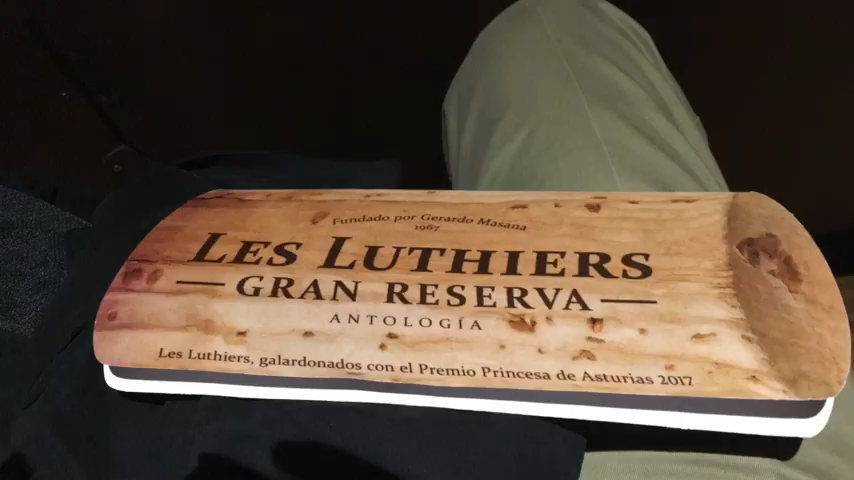 Fundado por Gerardo Masana
1967
LES LUTHIERS
GRAN RESERVA
ANTOLOGÍA
Les Luthiers, galardonados con el Premio Princesa de Asturias 2017